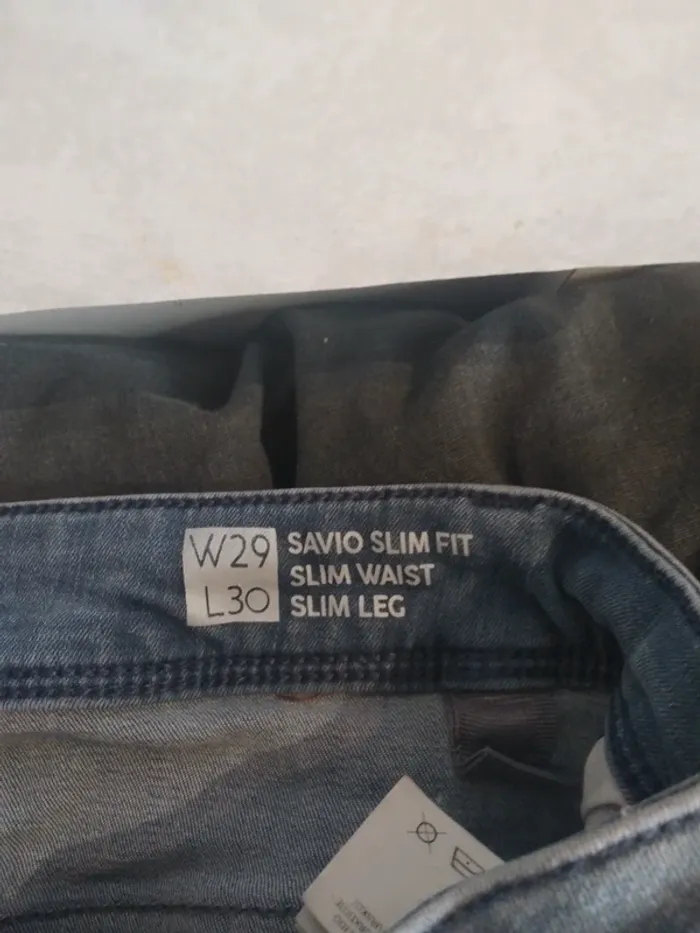 W29
L30
SAVIO SLIM FIT
SLIM WAIST
SLIM LEG